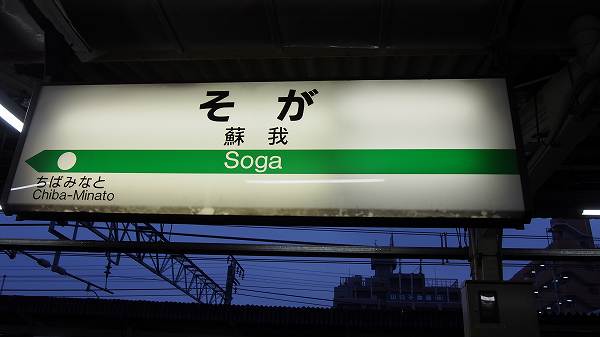 そが
蘇我
Soga
ちばみなと
Chiba-Minato